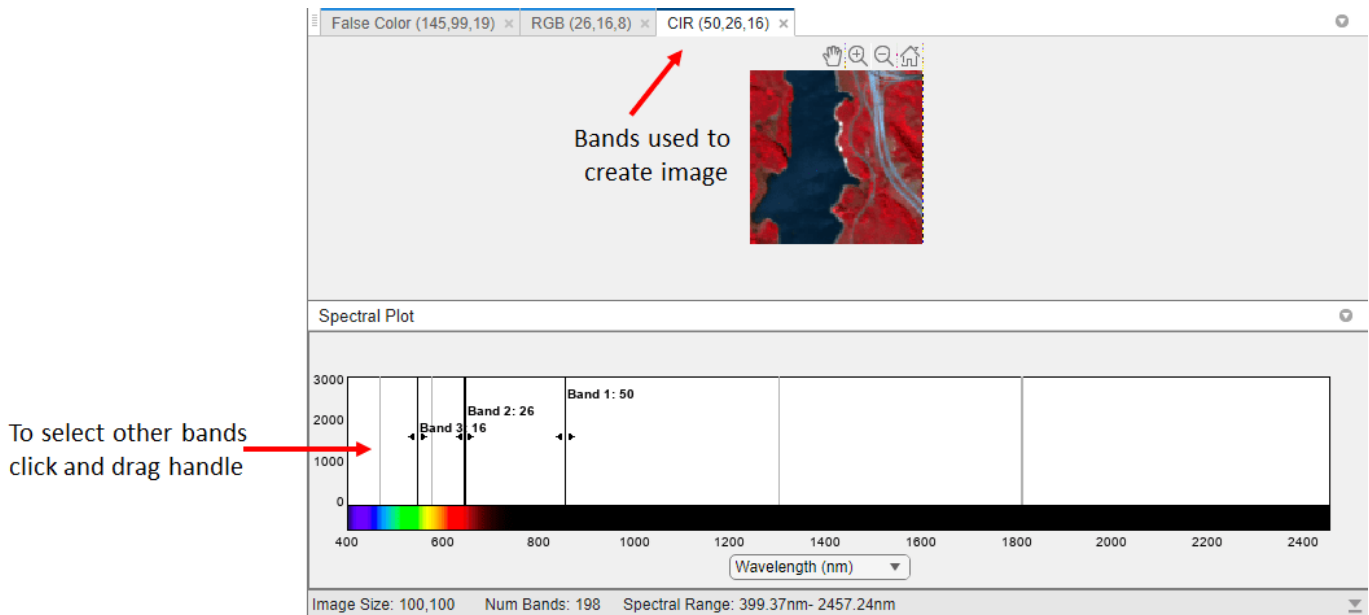 False Color (145,99,19) × RGB (26,16,8) × CIR (50,26,16) ×
Bands used to
create image
Spectral Plot
To select other bands
click and drag handle
3000
2000
1000
0
Band 1: 50
Band 2: 26
Band 3: 16
400 600 800 1000 1200 1400 1600 1800 2000 2200 2400
Wavelength (nm)
Image Size: 100,100 Num Bands: 198 Spectral Range: 399.37nm- 2457.24nm